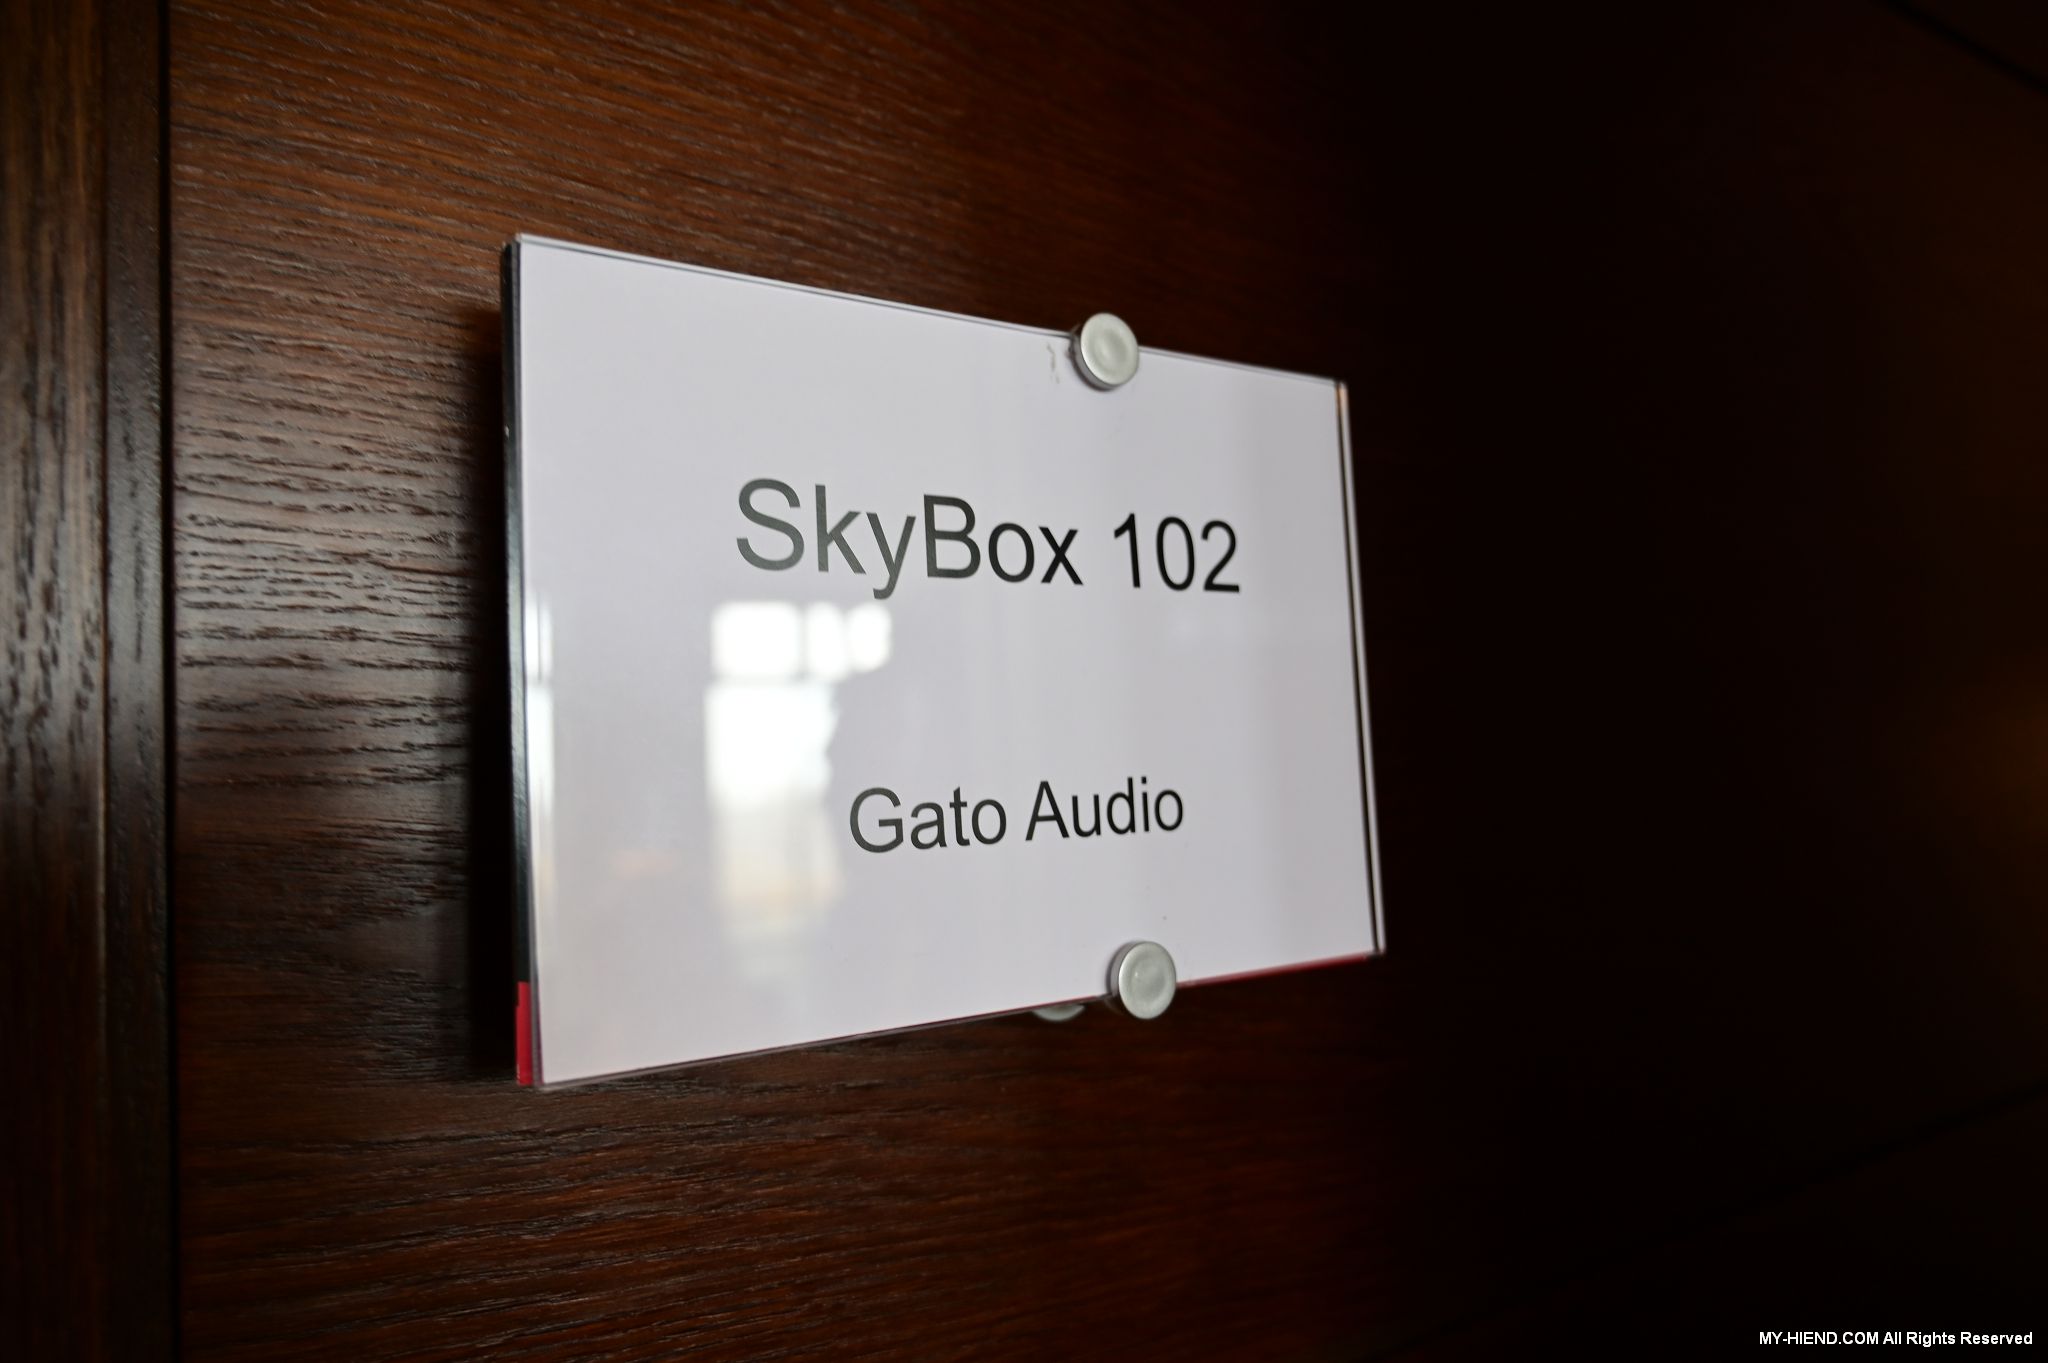 SkyBox 102
Gato Audio
MY-HIEND.COM All Rights Reserved